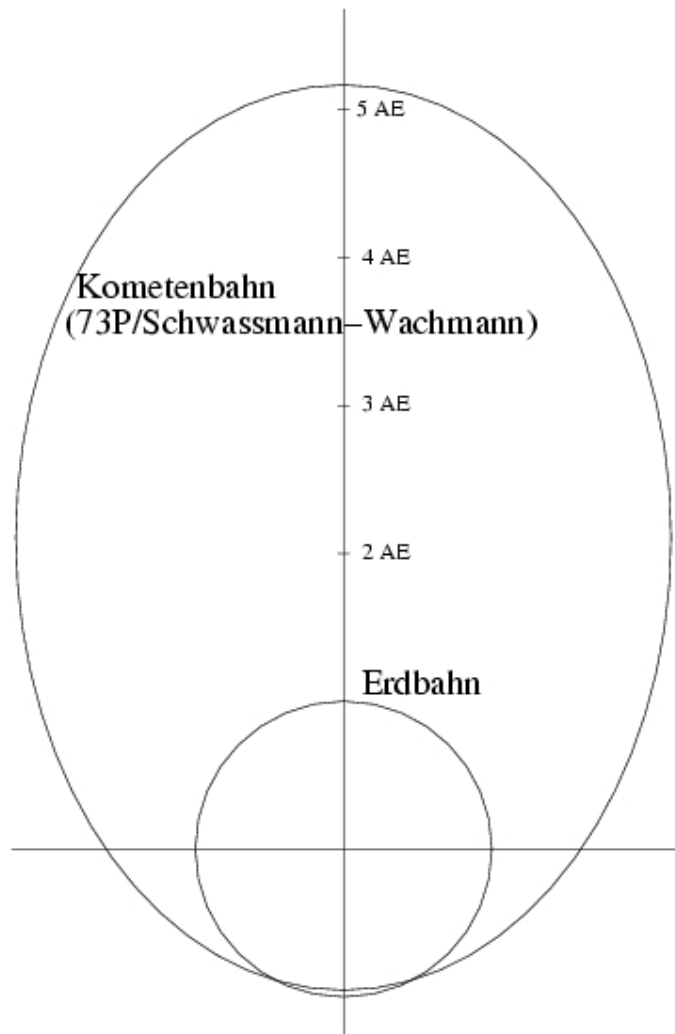 5 AE
4 AE
Kometenbahn
(73P/Schwassmann–Wachmann)
3 AE
2 AE
Erdbahn